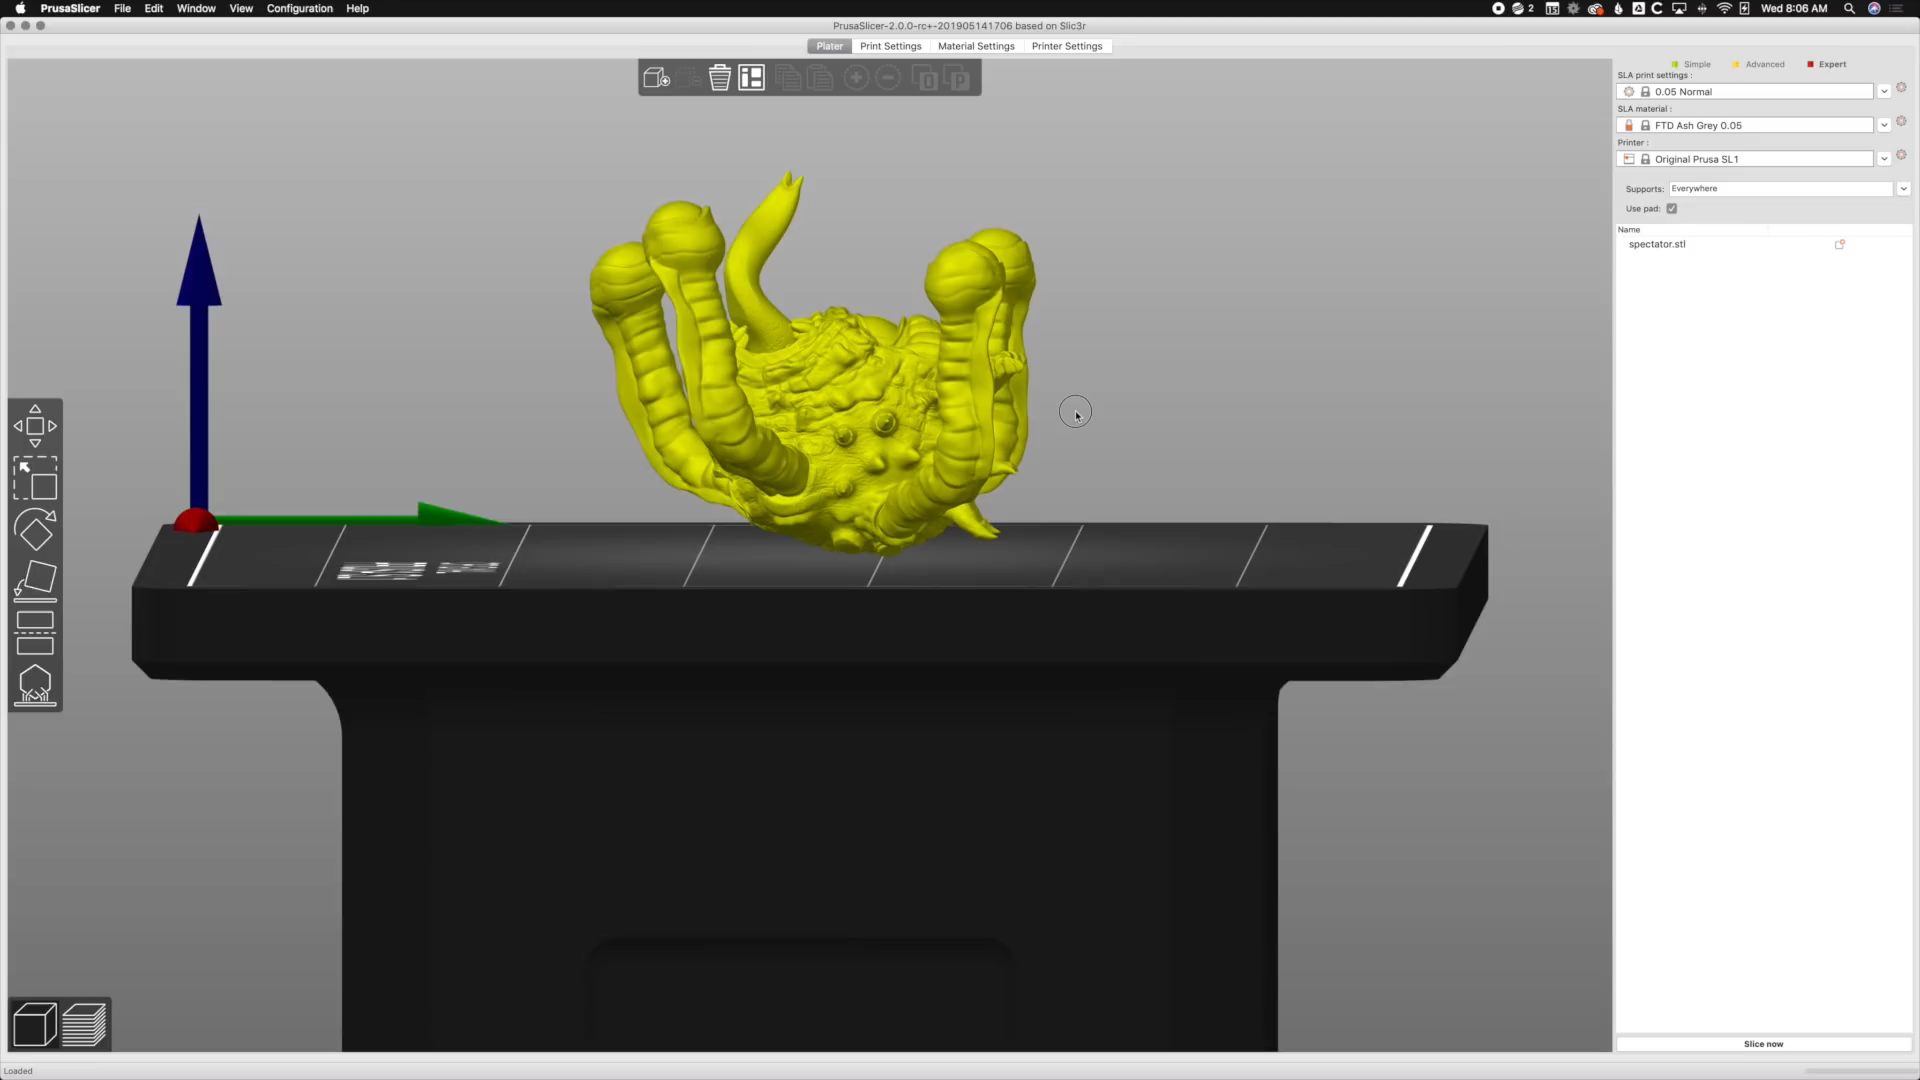 PrusaSlicer File Edit Window View Configuration Help
2 Wed 8:06 AM
PrusaSlicer-2.0.0-rc+-201905141706 based on Slic3r
Plater Print Settings Material Settings Printer Settings
Simple Advanced Expert
SLA print settings :
0.05 Normal
SLA material :
FTD Ash Grey 0.05
Printer :
Original Prusa SL1
Supports: Everywhere
Use pad:
Name
spectator.stl
Slice now
Loaded